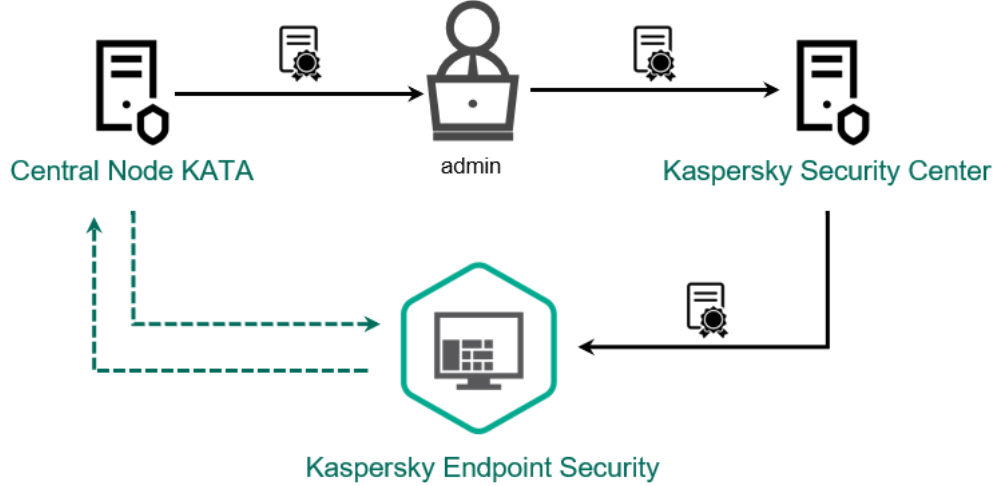 admin
Central Node KATA
Kaspersky Security Center
Kaspersky Endpoint Security